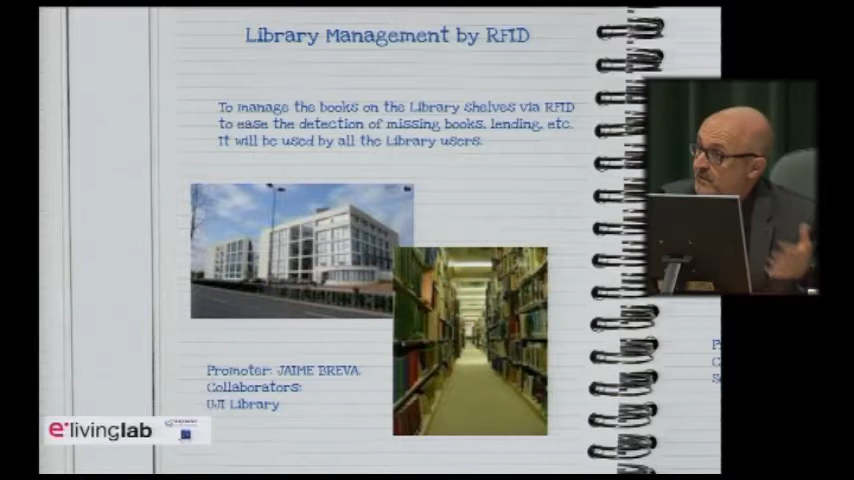 Library Management by RFID
To manage the books on the Library shelves via RFID
to ease the detection of missing books, lending, etc.
It will be used by all the Library users.
Promoter: JAIME BREVA
Collaborators:
UJI Library
e·livinglab